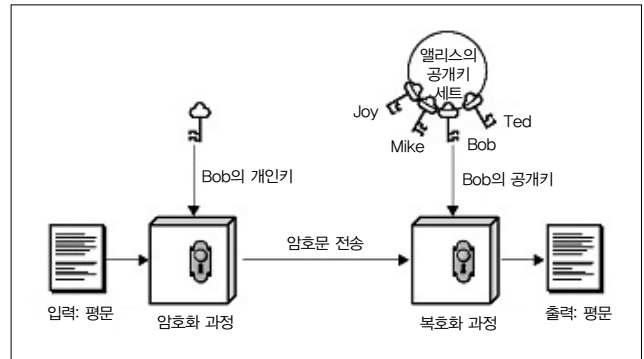 앨리스의
공개키
세트
Joy
Mike
Bob
Ted
Bob의 개인키
Bob의 공개키
암호문 전송
입력: 평문
암호화 과정
복호화 과정
출력: 평문